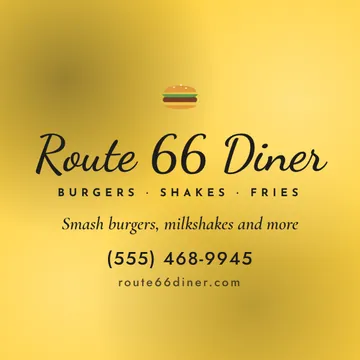 Route 66 Diner
BURGERS · SHAKES · FRIES
Smash burgers, milkshakes and more
(555) 468-9945
route66diner.com